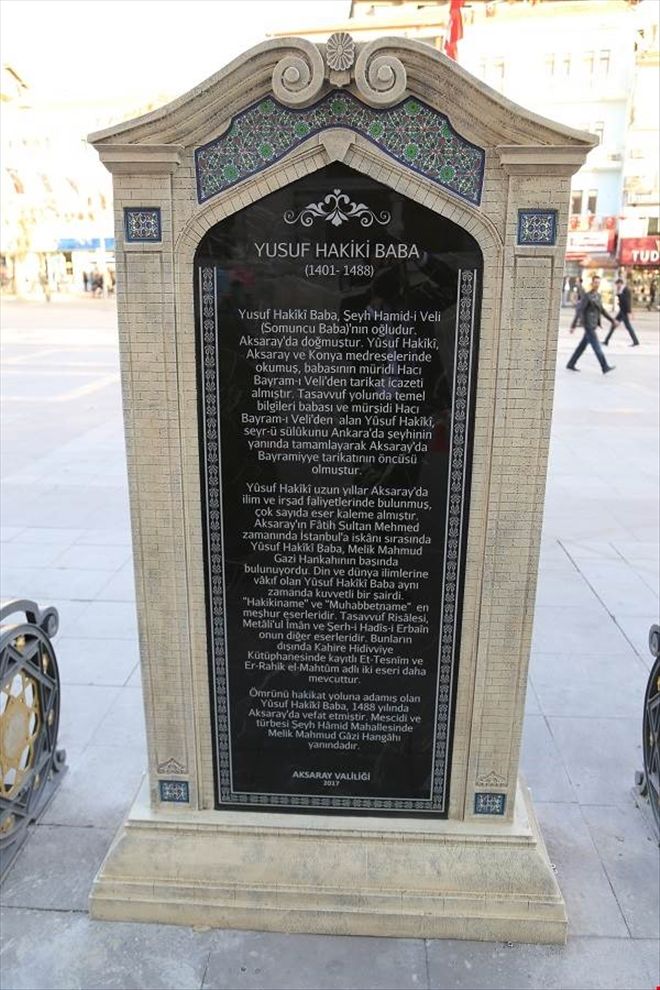 YUSUF HAKİKİ BABA
(1401- 1488)
Yusuf Hakîkî Baba, Şeyh Hamid-i Veli
(Somuncu Baba)'nın oğludur.
Aksaray'da doğmuştur. Yûsuf Hakîkî,
Aksaray ve Konya medreselerinde
okumuş, babasının müridi Hacı
Bayram-ı Veli'den tarikat icazeti
almıştır. Tasavvuf yolunda temel
bilgileri babası ve mürşidi Hacı
Bayram-ı Veli'den alan Yûsuf Hakîkî,
seyr-ü sülûkunu Ankara'da şeyhinin
yanında tamamlayarak Aksaray'da
Bayramiyye tarikatının öncüsü
olmuştur.
Yûsuf Hakîkî uzun yıllar Aksaray'da
ilim ve irşad faliyetlerinde bulunmuş,
çok sayıda eser kaleme almıştır.
Aksaray'ın Fâtih Sultan Mehmed
zamanında İstanbul'a iskânı sırasında
Yûsuf Hakîkî Baba, Melik Mahmud
Gazi Hankahının başında
bulunuyordu. Din ve dünya ilimlerine
vâkıf olan Yûsuf Hakîkî Baba aynı
zamanda kuvvetli bir şairdi.
"Hakikiname" ve "Muhabbetname" en
meşhur eserleridir. Tasavvuf Risâlesi,
Metâli'ul İmân ve Şerh-i Hadîs-i Erbaîn
onun diğer eserleridir. Bunların
dışında Kahire Hidivviye
Kütüphanesinde kayıtlı Et-Tesnîm ve
Er-Rahik el-Mahtûm adlı iki eseri daha
mevcuttur.
Ömrünü hakikat yoluna adamış olan
Yûsuf Hakîkî Baba, 1488 yılında
Aksaray'da vefat etmiştir. Mescidi ve
türbesi Şeyh Hâmid Mahallesinde
Melik Mahmud Gâzi Hangâhı
yanındadır.
AKSARAY VALİLİĞİ
2017
TUD